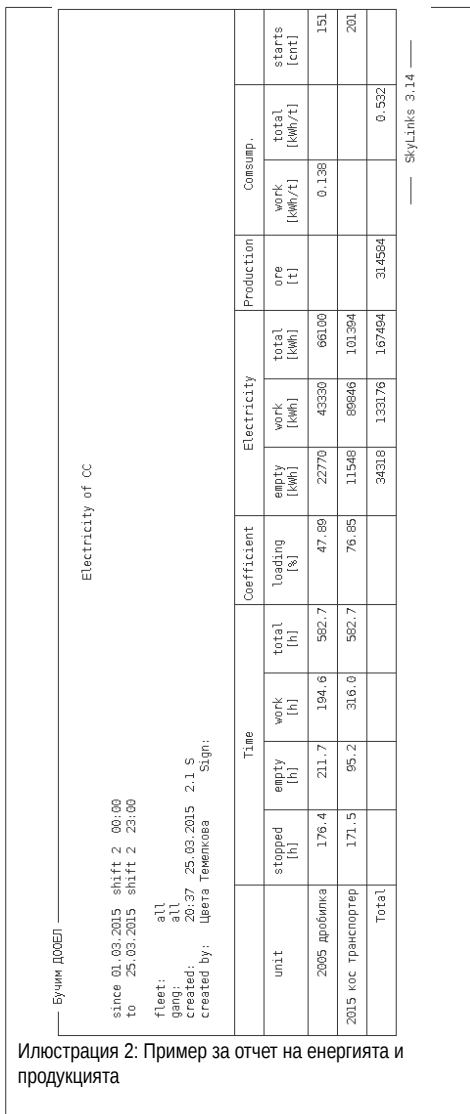 Бучим ДООЕЛ
Electricity of CC
since 01.03.2015 shift 2 00:00
to 25.03.2015 shift 2 23:00
fleet: all
gang: all
created: 20:37 25.03.2015 2.1 S
created by: Цвета Темелкова Sign:
Time Coefficient Electricity Production Comsump.
unit stopped [h] empty [h] work [h] total [h] loading [%] empty [kWh] work [kWh] total [kWh] ore [t] work [kWh/t] total [kWh/t] starts [cnt]
2005 дробилка 176.4 211.7 194.6 582.7 47.89 22770 43330 66100 0.138 151
2015 кос транспортер 171.5 95.2 316.0 582.7 76.85 11548 89846 101394 201
Total 34318 133176 167494 314584 0.532
SkyLinks 3.14
Илюстрация 2: Пример за отчет на енергията и
продукцията